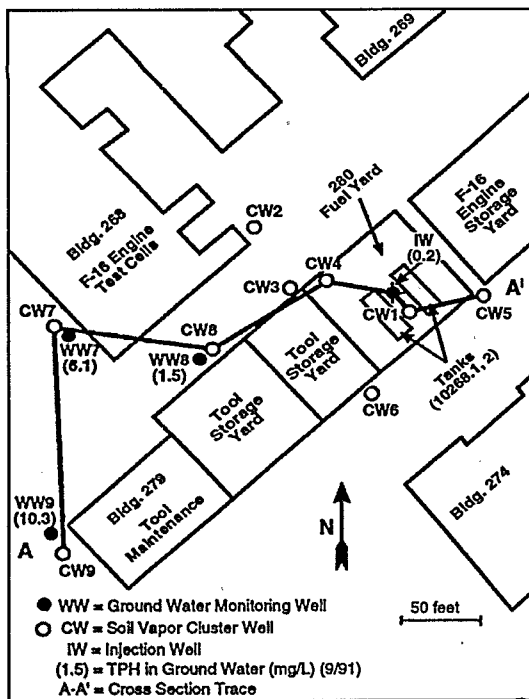 Bldg. 269
280
Fuel Yard
F-16
Engine
Storage
Yard
Bldg. 268
F-16 Engine
Test Cells
CW2
IW
(0.2)
CW4
CW3
A'
CW1
CW5
CW7
CW8
WW7
(6.1)
WW8
(1.5)
Tool
Storage
Yard
Tanks
(10268.1, 2)
Tool
Storage
Yard
CW6
Bldg. 279
Tool
Maintenance
Bldg. 274
WW9
(10.3)
A
CW9
N
WW = Ground Water Monitoring Well
CW = Soil Vapor Cluster Well
50 feet
IW = Injection Well
(1.5) = TPH in Ground Water (mg/L) (9/91)
A-A' = Cross Section Trace